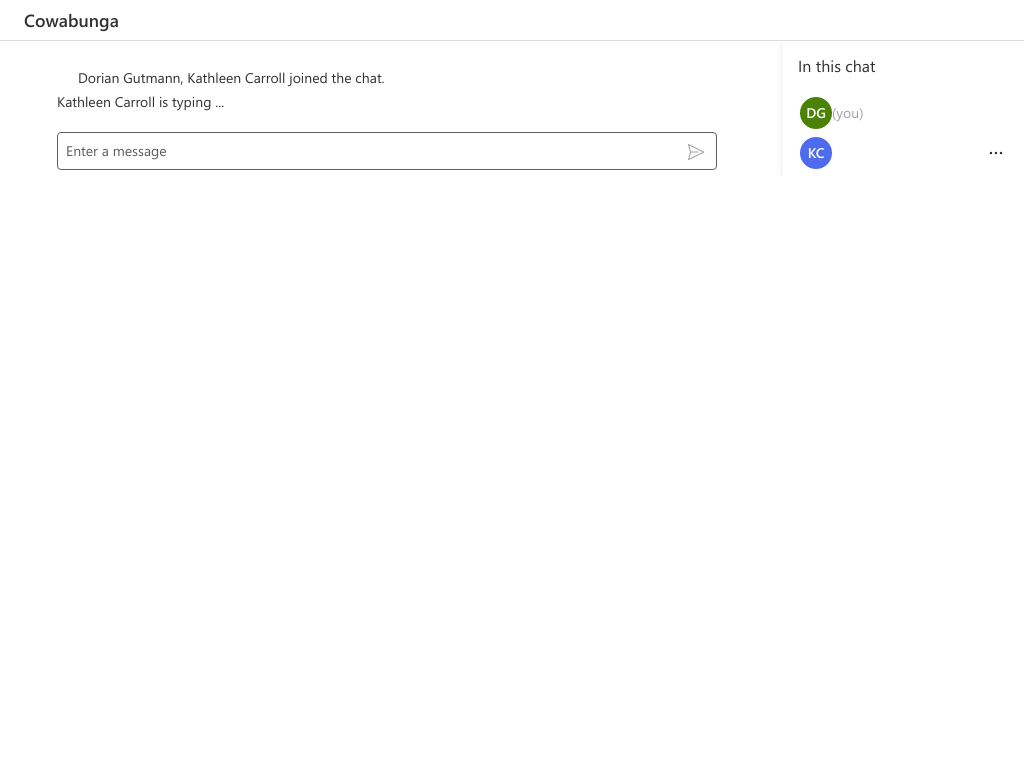 Cowabunga
Dorian Gutmann, Kathleen Carroll joined the chat.
Kathleen Carroll is typing ...
Enter a message
In this chat
DG (you)
KC